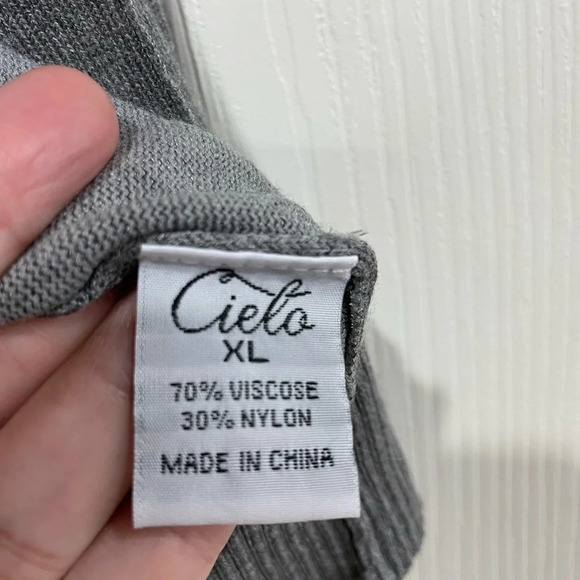 Cielo
XL
70% VISCOSE
30% NYLON
MADE IN CHINA